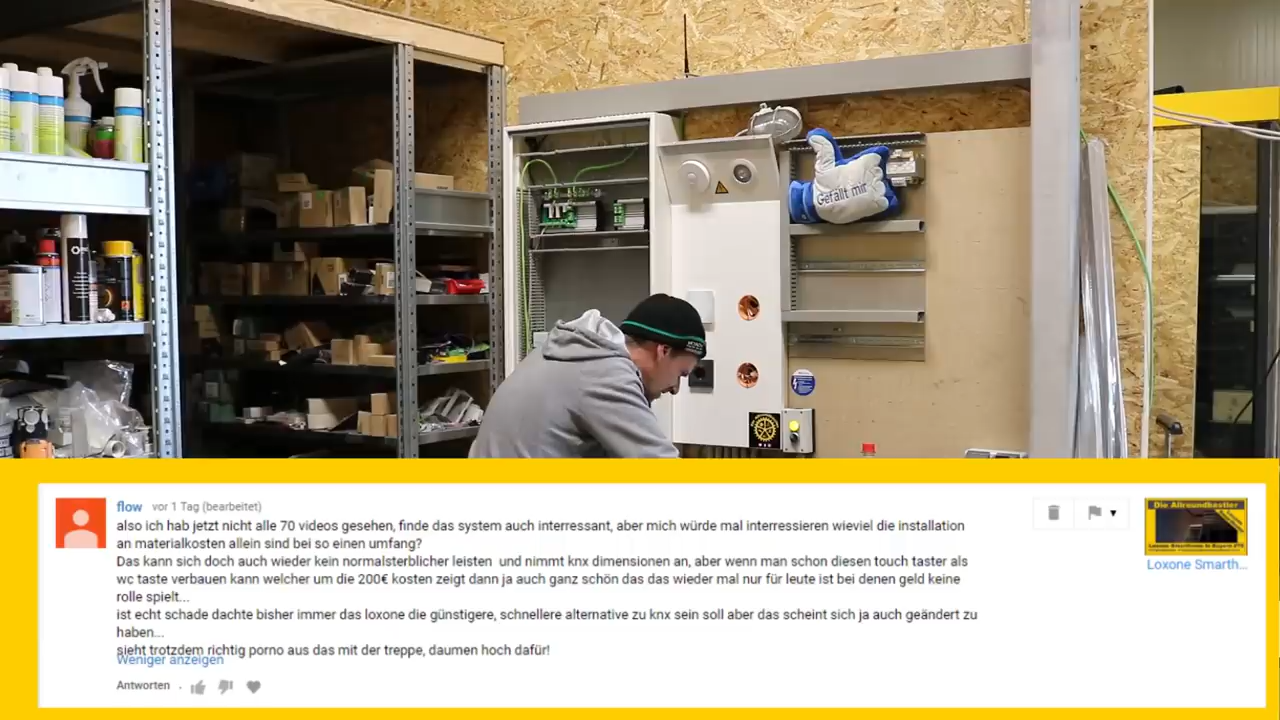 Gefällt mir
flow vor 1 Tag (bearbeitet)
also ich hab jetzt nicht alle 70 videos gesehen, finde das system auch interressant, aber mich würde mal interressieren wieviel die installation
an materialkosten allein sind bei so einen umfang?
Das kann sich doch auch wieder kein normalsterblicher leisten  und nimmt knx dimensionen an, aber wenn man schon diesen touch taster als
wc taste verbauen kann welcher um die 200€ kosten zeigt dann ja auch ganz schön das das wieder mal nur für leute ist bei denen geld keine
rolle spielt...
ist echt schade dachte bisher immer das loxone die günstigere, schnellere alternative zu knx sein soll aber das scheint sich ja auch geändert zu
haben...
sieht trotzdem richtig porno aus das mit der treppe, daumen hoch dafür!
Weniger anzeigen
Antworten
Die Allroundbastler
Loxone Smarth...